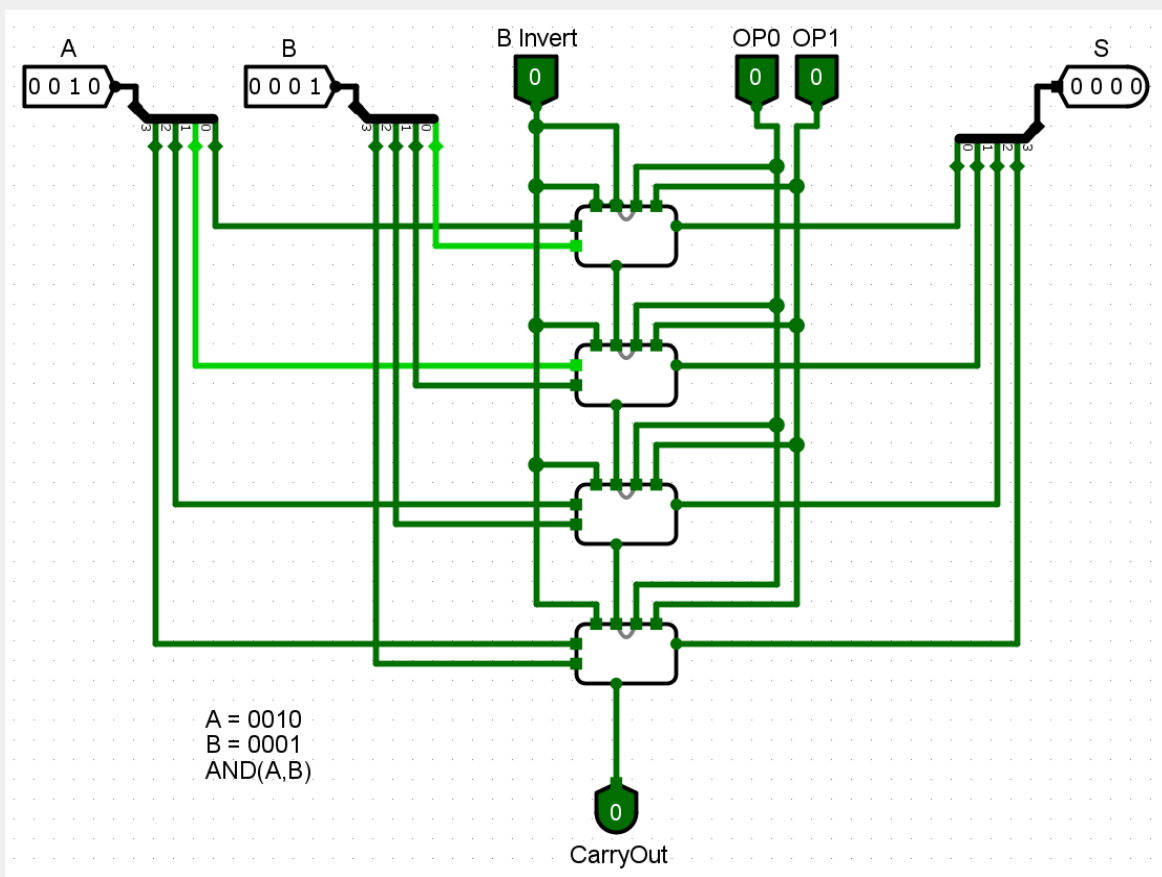 A
B
B Invert
OP0 OP1
S
0 0 1 0
0 0 0 1
0
0
0
0 0 0 0
3 2 1 0
3 2 1 0
0 1 2 3
A = 0010
B = 0001
AND(A,B)
0
CarryOut